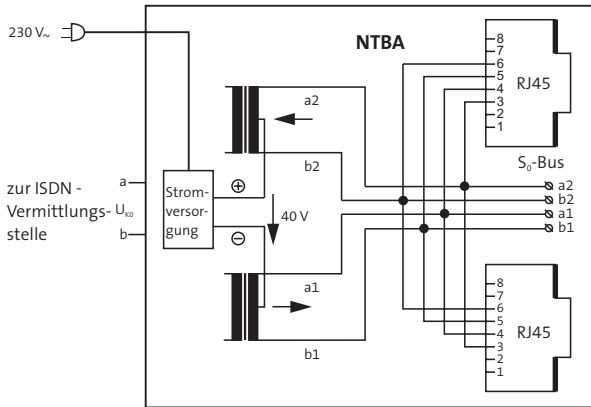 230 V~
NTBA
8
7
6
5
4
3
2
1
RJ45
a2
b2
S₀-Bus
a2
b2
a1
b1
zur ISDN -
Vermittlungs-
stelle
a
U_K0
b
Strom-
versor-
gung
+
−
40 V
a1
b1
8
7
6
5
4
3
2
1
RJ45